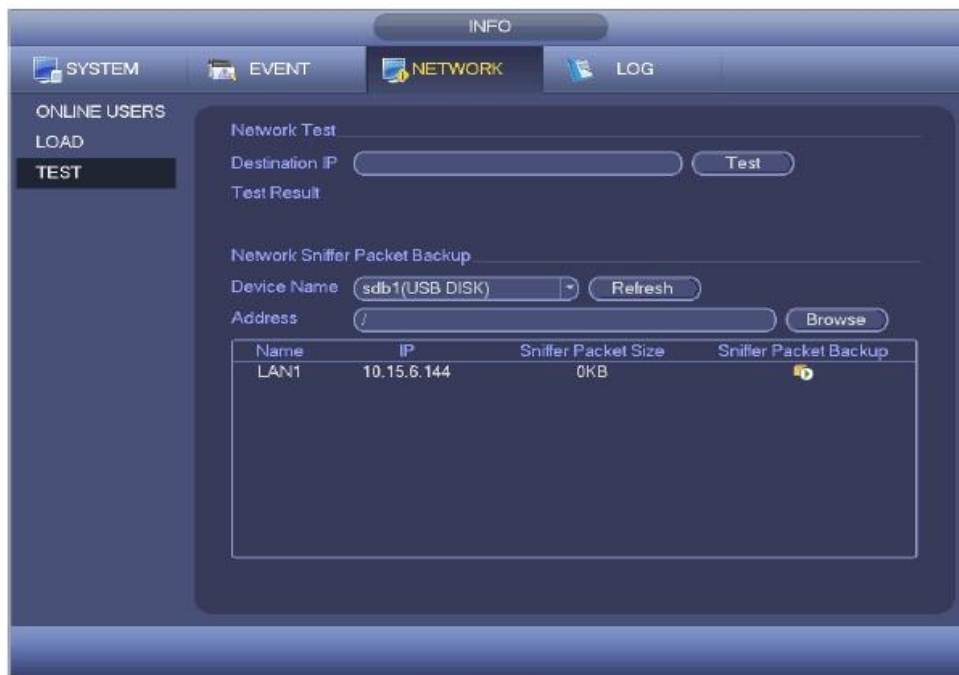 INFO
SYSTEM EVENT NETWORK LOG
ONLINE USERS
LOAD
TEST
Network Test
Destination IP Test
Test Result
Network Sniffer Packet Backup
Device Name sdb1(USB DISK) Refresh
Address / Browse
Name IP Sniffer Packet Size Sniffer Packet Backup
LAN1 10.15.6.144 0KB